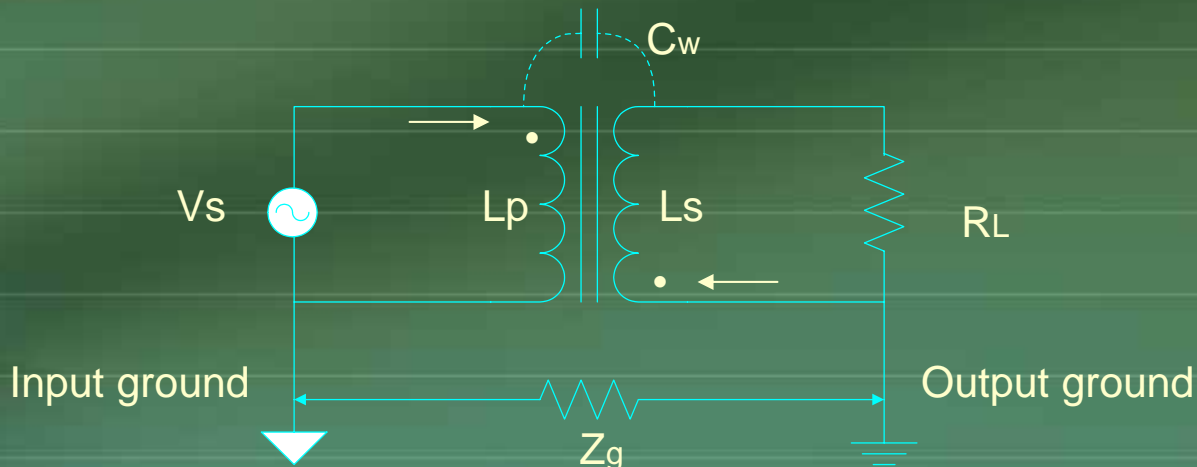 Cw
Vs
Lp
Ls
RL
Input ground
Output ground
Zg